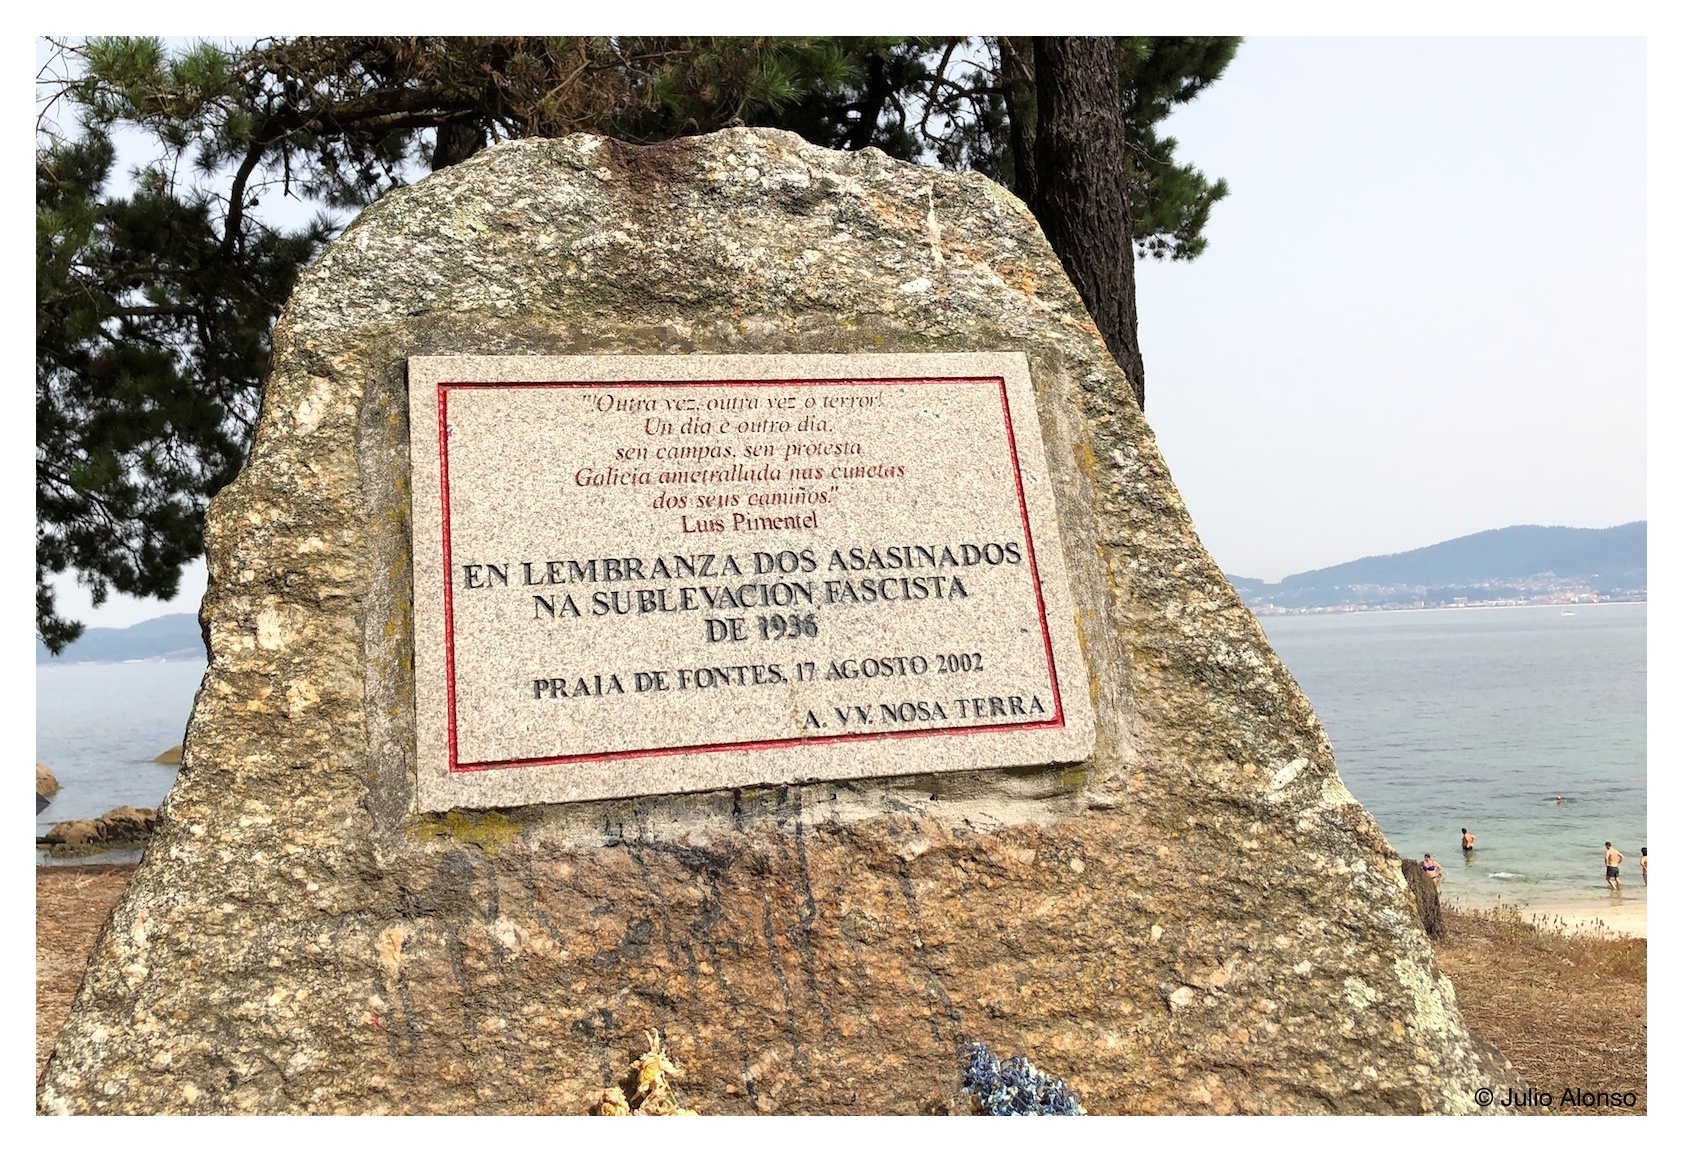 "'Outra vez, outra vez o terror!
Un dia e outro dia,
sen campas, sen protesta.
Galicia ametrallada nas cunetas
dos seus camiños."
Luis Pimentel
EN LEMBRANZA DOS ASASINADOS
NA SUBLEVACIÓN FASCISTA
DE 1936
PRAIA DE FONTES, 17 AGOSTO 2002
A. VV. NOSA TERRA
© Julio Alonso